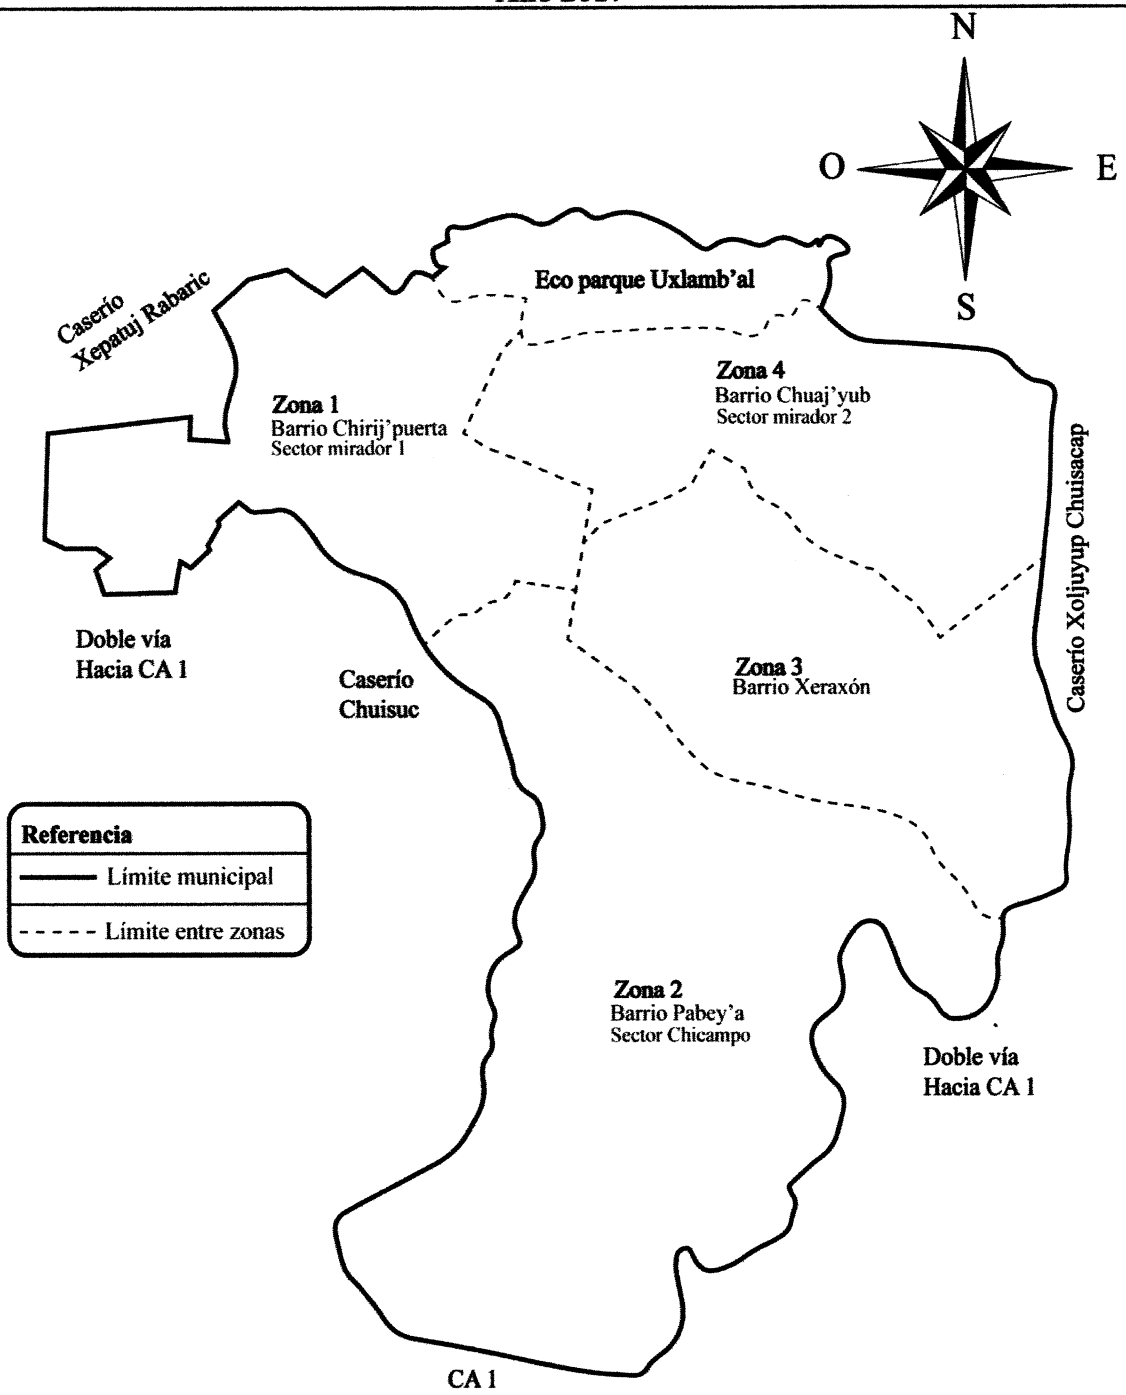 N
O
E
S
Eco parque Uxlamb'al
Caserío
Xepatuj Rabaric
Zona 4
Barrio Chuaj'yub
Sector mirador 2
Zona 1
Barrio Chirij'puerta
Sector mirador 1
Caserío Xoljuyup Chuisacap
Doble vía
Hacia CA 1
Caserío
Chuisuc
Zona 3
Barrio Xeraxón
Referencia
Límite municipal
Límite entre zonas
Zona 2
Barrio Pabey'a
Sector Chicampo
Doble vía
Hacia CA 1
CA 1